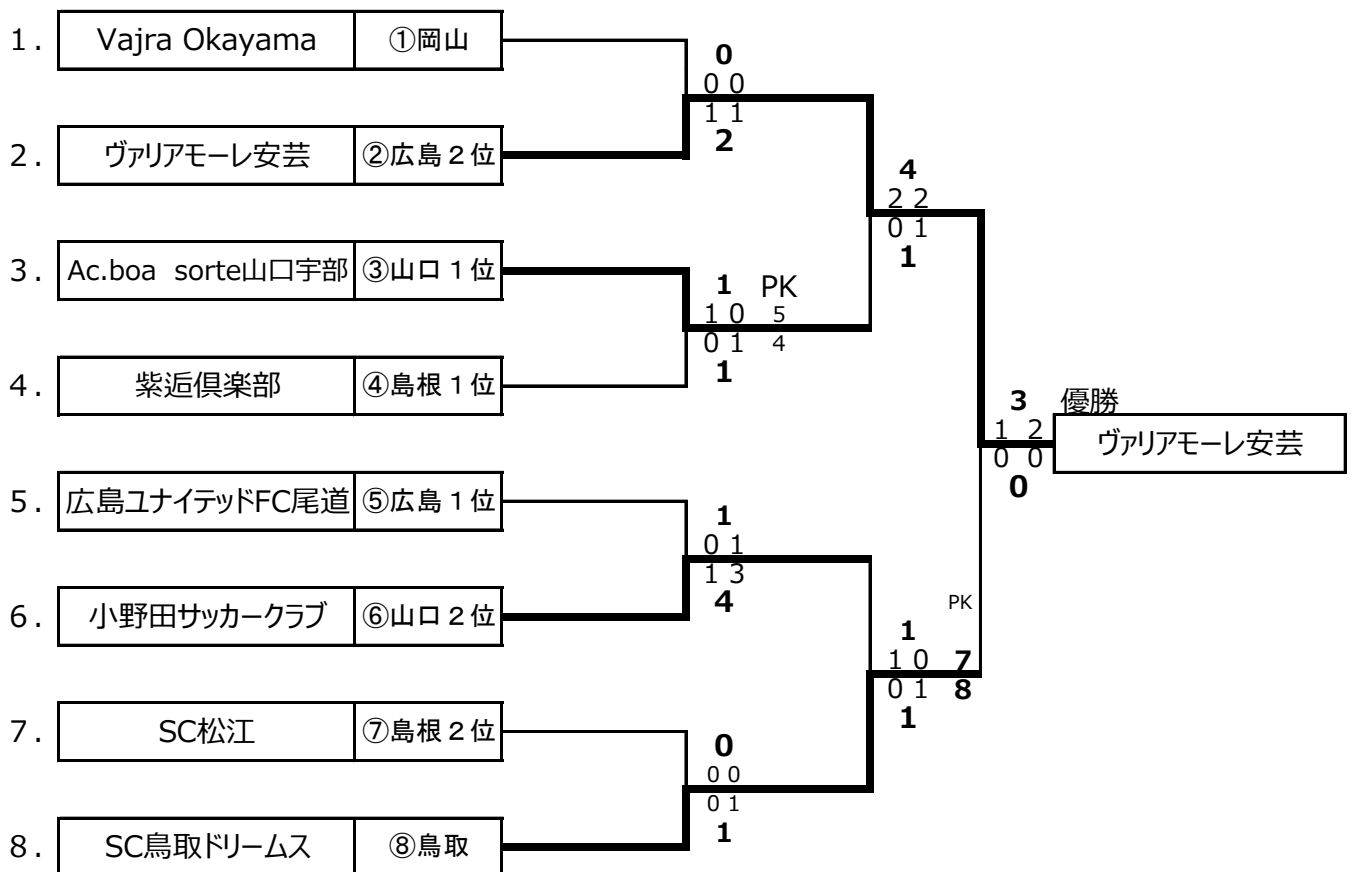 1. Vajra Okayama ①岡山
0
0 0
1 1
2
2. ヴァリアモーレ安芸 ②広島２位
4
2 2
0 1
1
3. Ac.boa sorte山口宇部 ③山口１位
1 PK
1 0 5
0 1 4
1
4. 紫逅倶楽部 ④島根１位
3 優勝
1 2
ヴァリアモーレ安芸
0 0
0
5. 広島ユナイテッドFC尾道 ⑤広島１位
1
0 1
1 3
4
6. 小野田サッカークラブ ⑥山口２位
PK
1
1 0 7
0 1 8
1
7. SC松江 ⑦島根２位
0
0 0
0 1
1
8. SC鳥取ドリームス ⑧鳥取